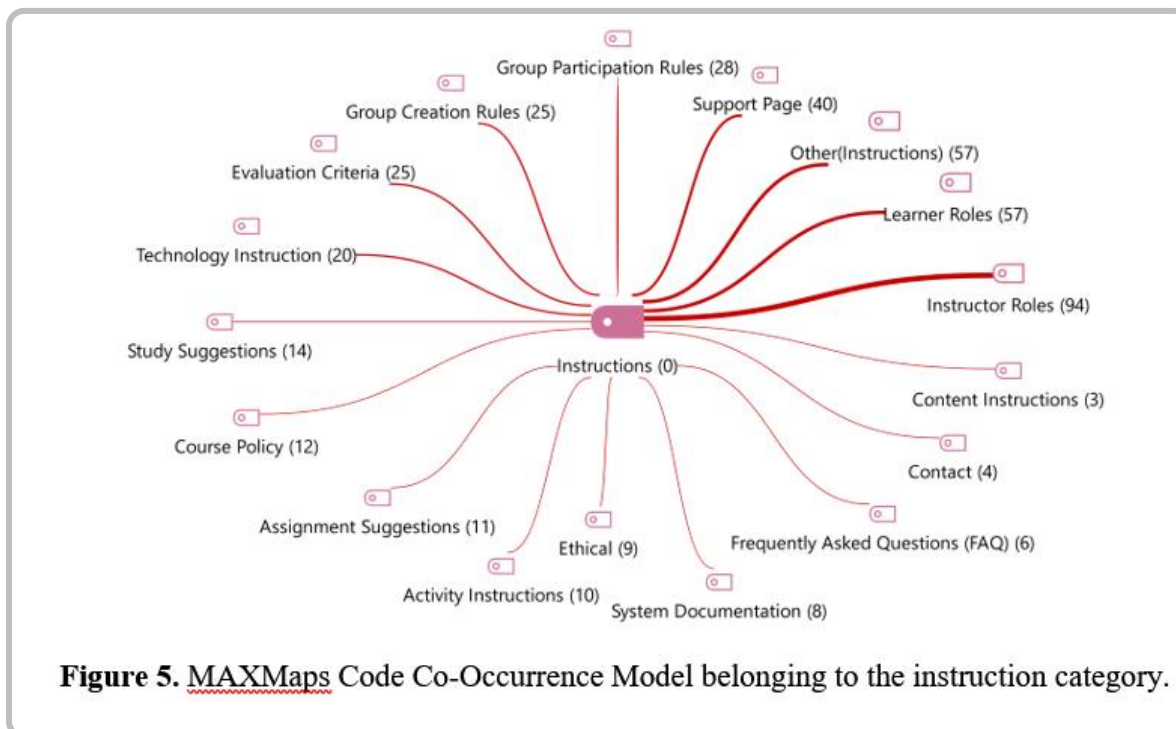 Group Participation Rules (28)
Support Page (40)
Group Creation Rules (25)
Other(Instructions) (57)
Evaluation Criteria (25)
Learner Roles (57)
Technology Instruction (20)
Instructor Roles (94)
Study Suggestions (14)
Instructions (0)
Content Instructions (3)
Course Policy (12)
Contact (4)
Assignment Suggestions (11)
Ethical (9)
Frequently Asked Questions (FAQ) (6)
Activity Instructions (10)
System Documentation (8)
Figure 5. MAXMaps Code Co-Occurrence Model belonging to the instruction category.